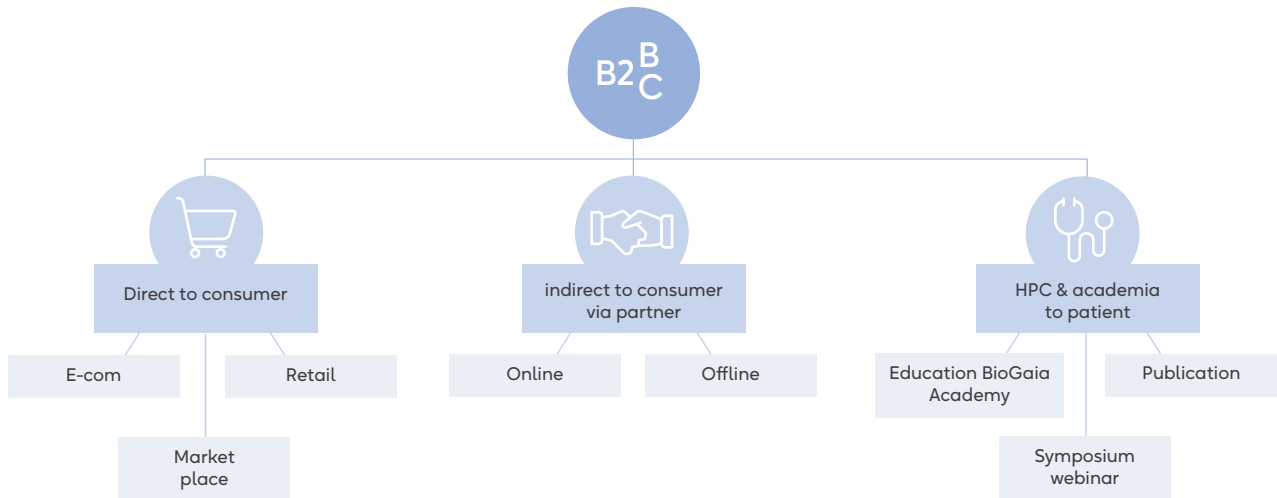 B2B
C
Direct to consumer
indirect to consumer
via partner
HPC & academia
to patient
E-com
Retail
Online
Offline
Education BioGaia
Academy
Publication
Market
place
Symposium
webinar